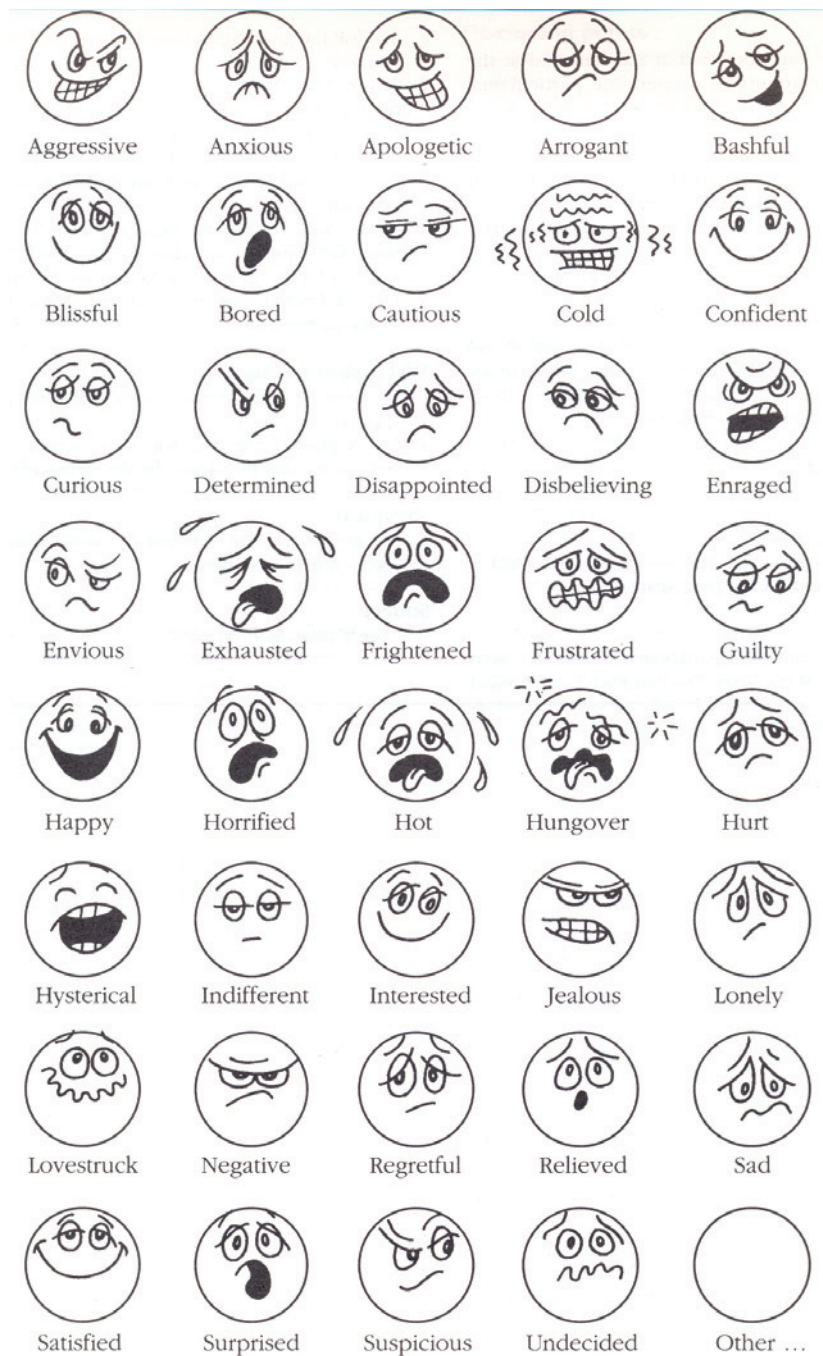 Aggressive Anxious Apologetic Arrogant Bashful
Blissful Bored Cautious Cold Confident
Curious Determined Disappointed Disbelieving Enraged
Envious Exhausted Frightened Frustrated Guilty
Happy Horrified Hot Hungover Hurt
Hysterical Indifferent Interested Jealous Lonely
Lovestruck Negative Regretful Relieved Sad
Satisfied Surprised Suspicious Undecided Other ...